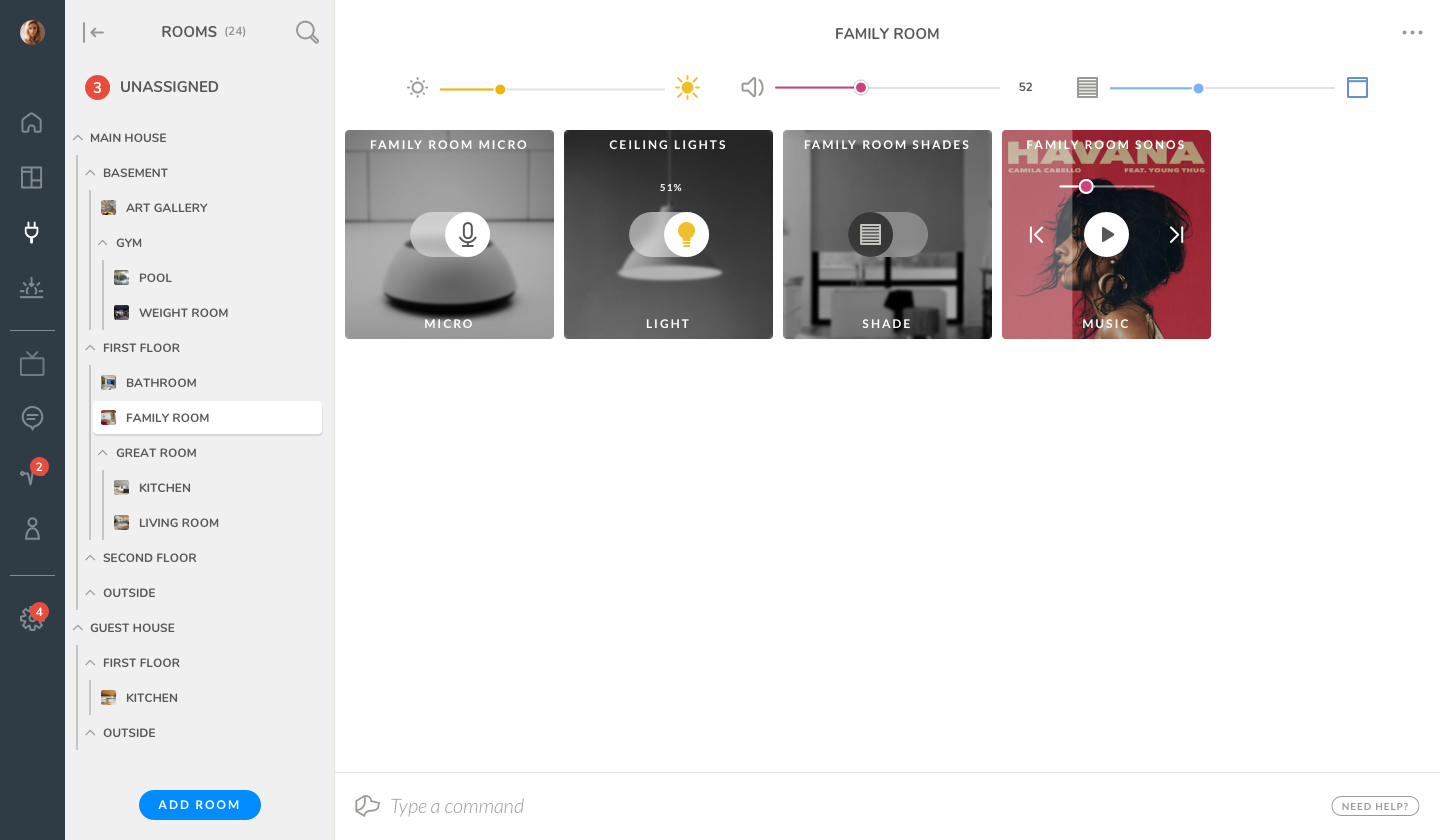 ROOMS (24)
3 UNASSIGNED
MAIN HOUSE
BASEMENT
ART GALLERY
GYM
POOL
WEIGHT ROOM
FIRST FLOOR
BATHROOM
FAMILY ROOM
GREAT ROOM
KITCHEN
LIVING ROOM
SECOND FLOOR
OUTSIDE
GUEST HOUSE
FIRST FLOOR
KITCHEN
OUTSIDE
ADD ROOM
2
4
FAMILY ROOM
52
FAMILY ROOM MICRO
MICRO
CEILING LIGHTS
51%
LIGHT
FAMILY ROOM SHADES
SHADE
FAMILY ROOM SONOS
HAVANA
CAMILA CABELLO FEAT. YOUNG THUG
MUSIC
Type a command
NEED HELP?